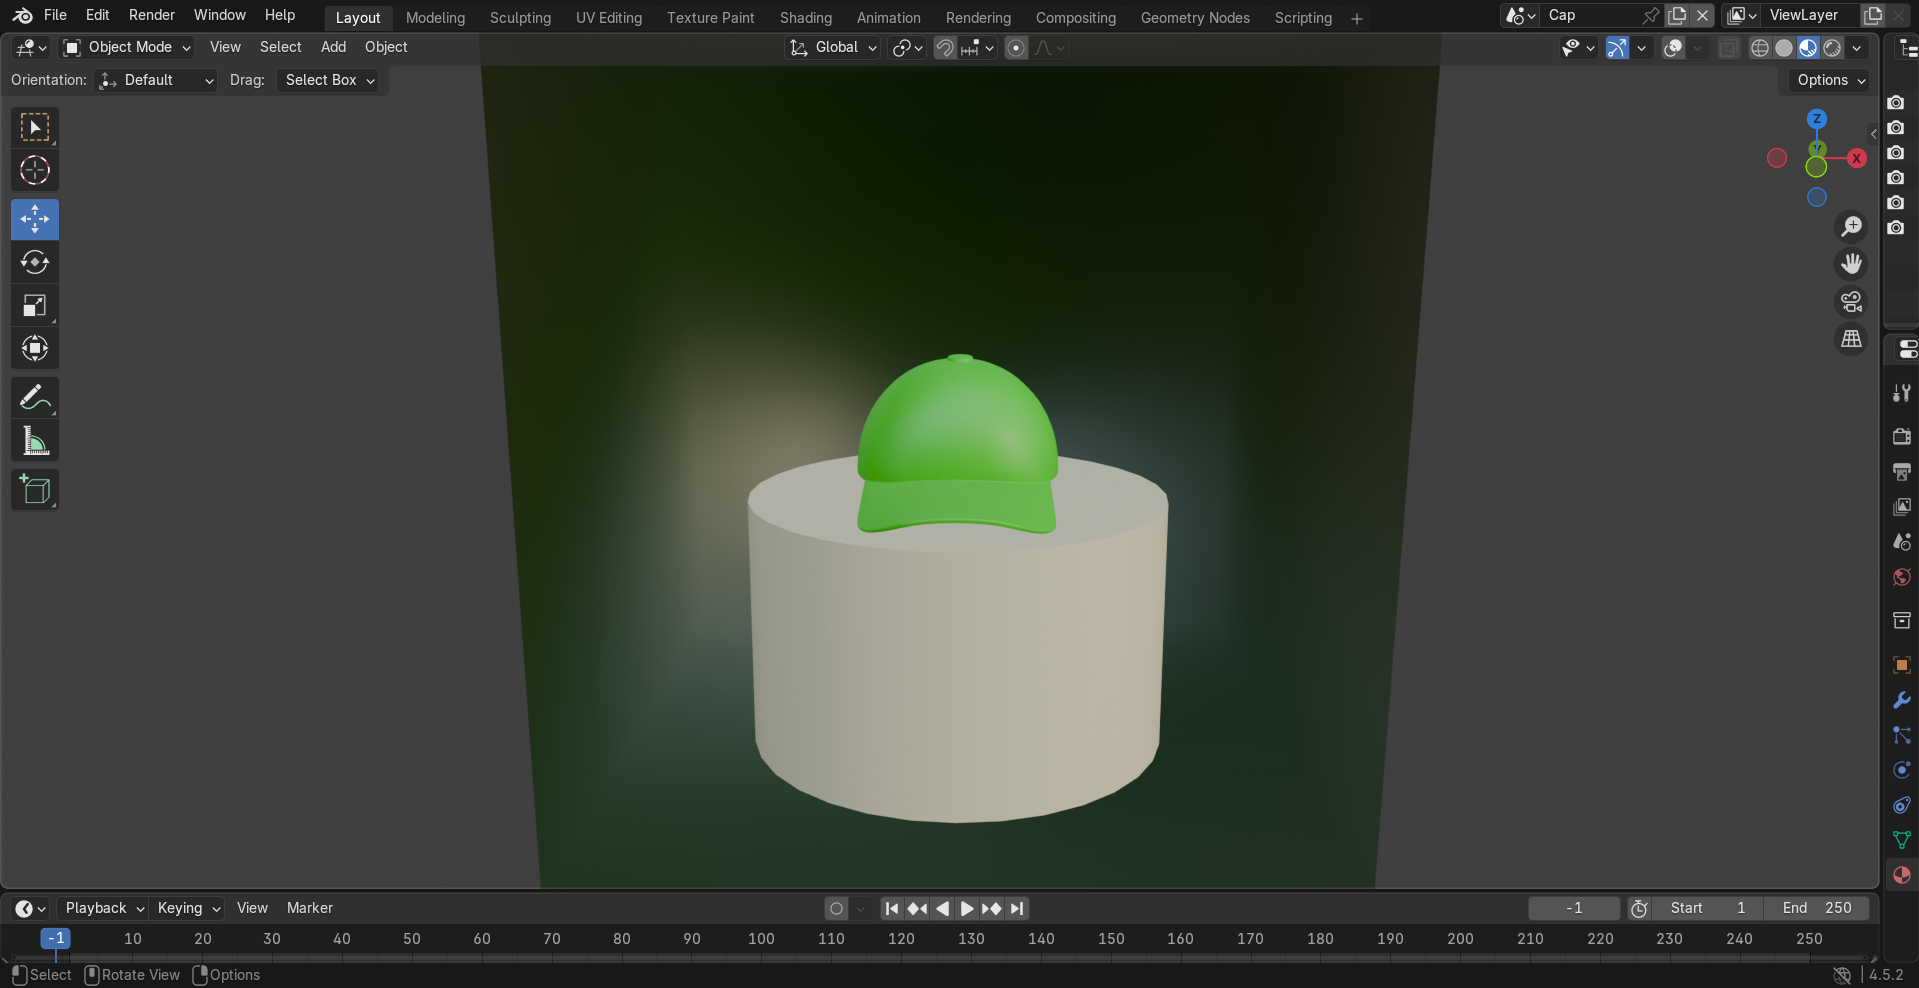 File Edit Render Window Help Layout Modeling Sculpting UV Editing Texture Paint Shading Animation Rendering Compositing Geometry Nodes Scripting + Cap ViewLayer
Object Mode View Select Add Object Global
Orientation: Default Drag: Select Box Options
Z
Y
X
Playback Keying View Marker -1 Start 1 End 250
-1 10 20 30 40 50 60 70 80 90 100 110 120 130 140 150 160 170 180 190 200 210 220 230 240 250
Select Rotate View Options 4.5.2